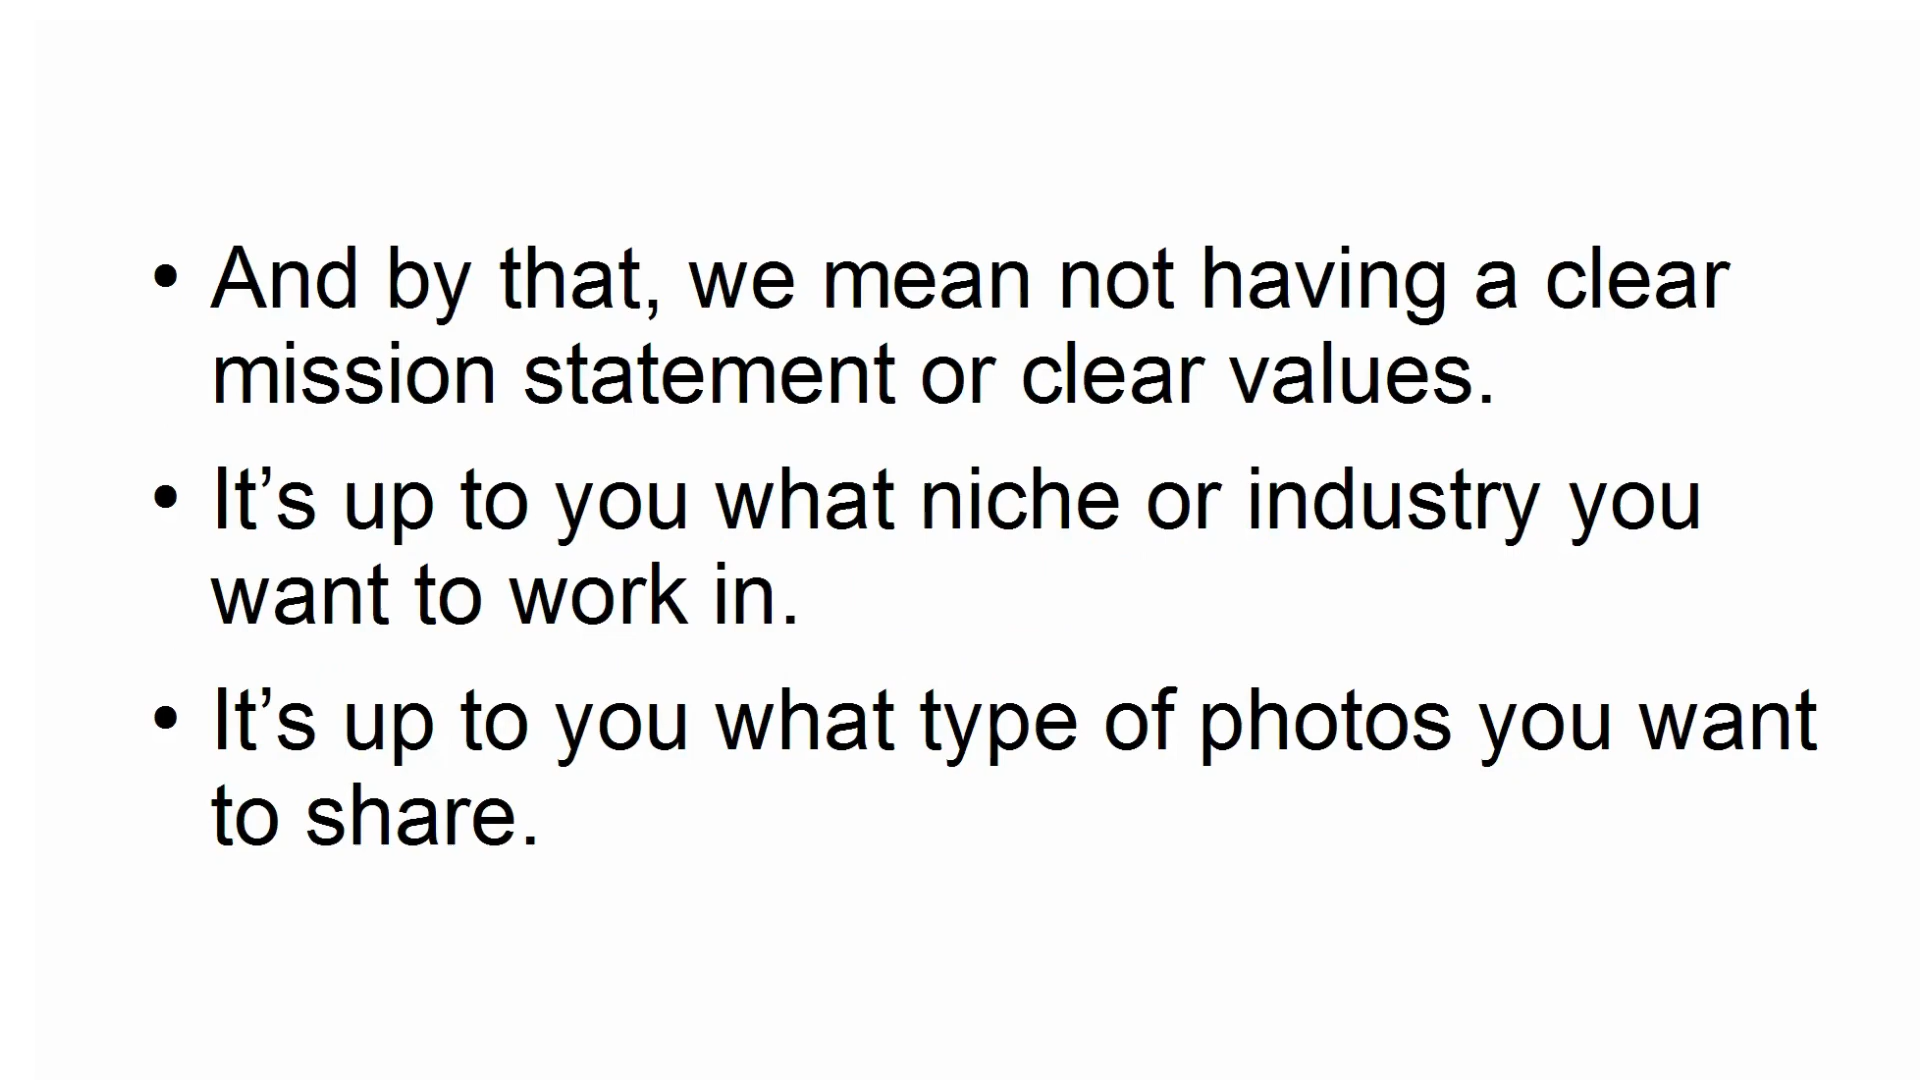 • And by that, we mean not having a clear
mission statement or clear values.
• It’s up to you what niche or industry you
want to work in.
• It’s up to you what type of photos you want
to share.